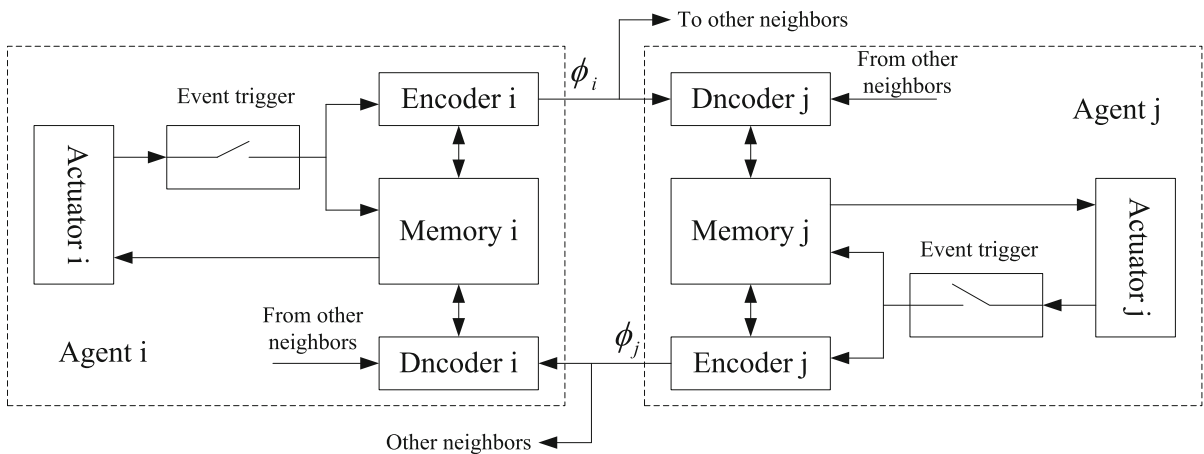 To other neighbors
ϕi
Encoder i
Event trigger
Actuator i
Memory i
From other
neighbors
Dncoder i
Agent i
Dncoder j
From other
neighbors
Agent j
Memory j
Event trigger
Actuator j
Encoder j
ϕj
Other neighbors